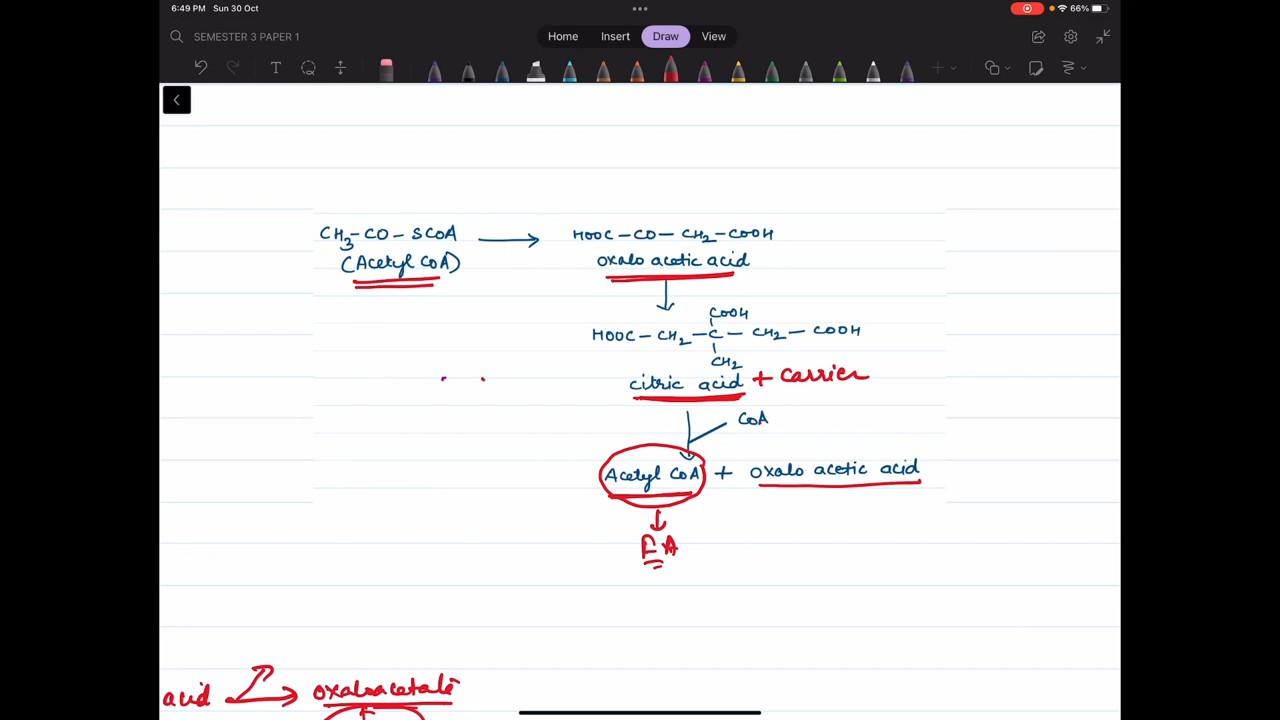 6:49 PM Sun 30 Oct
66%
SEMESTER 3 PAPER 1
Home Insert Draw View
CH3-CO-SCOA → HOOC-CO-CH2-COOH
(Acetyl CoA) oxalo acetic acid
COOH
HOOC-CH2-C-CH2-COOH
CH2
citric acid + carrier
COA
Acetyl CoA + oxalo acetic acid
FA
acid → oxaloacetate